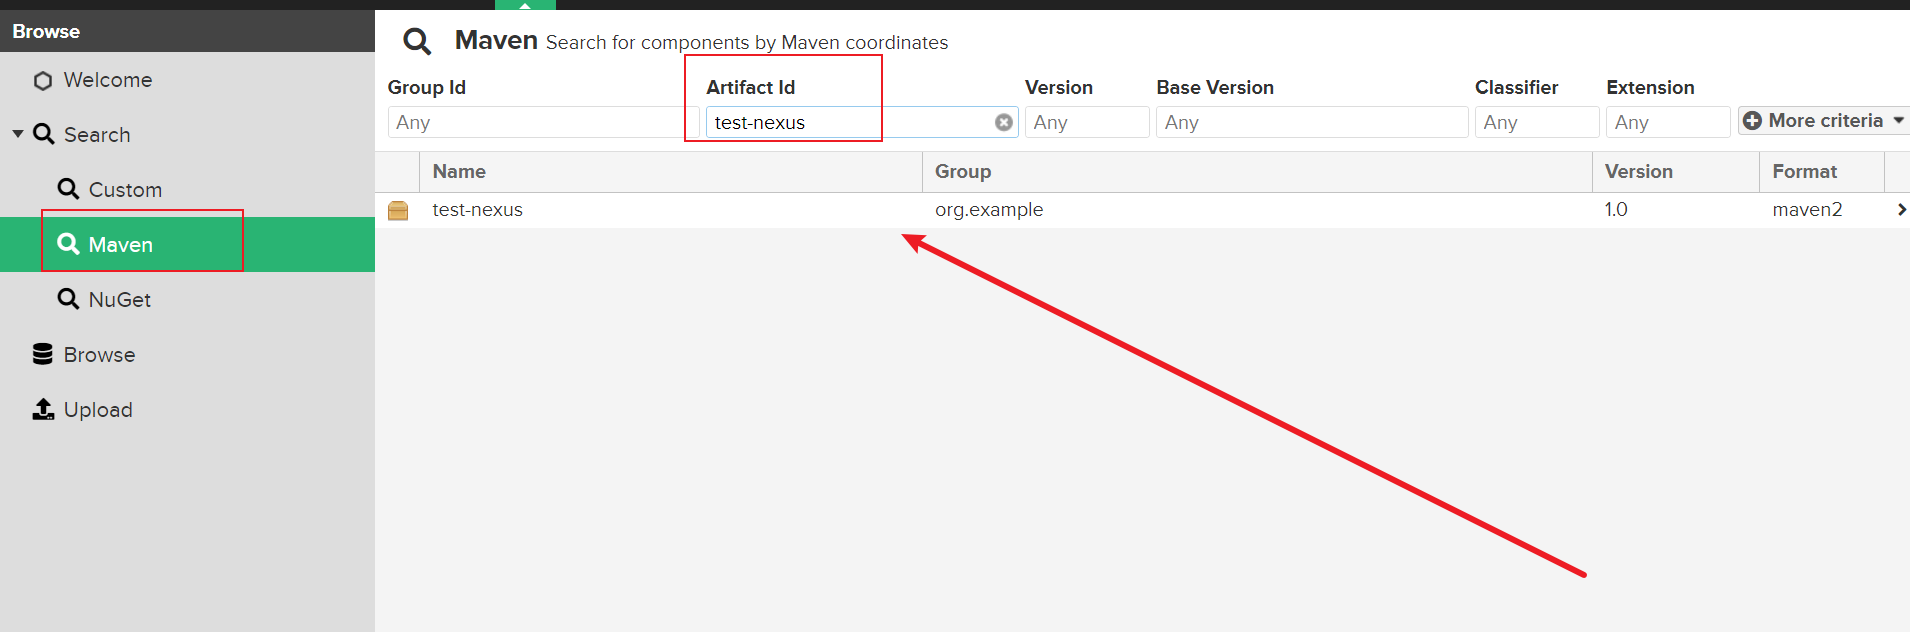 Browse
Welcome
Search
Custom
Maven
NuGet
Browse
Upload
Maven Search for components by Maven coordinates
Group Id Artifact Id Version Base Version Classifier Extension
Any test-nexus Any Any Any Any More criteria
Name Group Version Format
test-nexus org.example 1.0 maven2